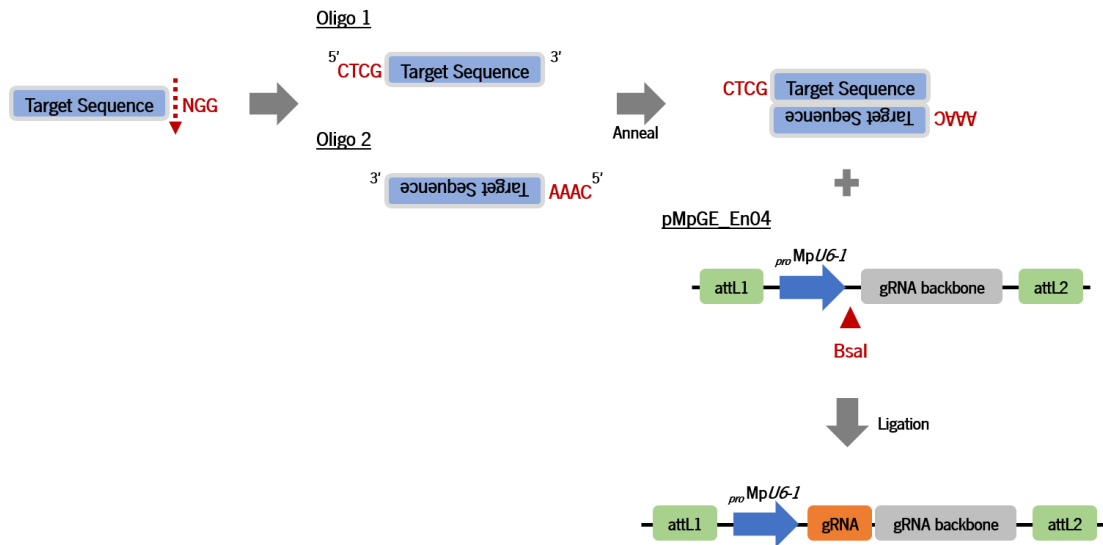 Oligo 1
5’
CTCG
Target Sequence
3’
Target Sequence
NGG
CTCG
Target Sequence
Target Sequence
AAAC
Anneal
Oligo 2
3’
Target Sequence
AAAC
5’
pMpGE_En04
proMpU6-1
attL1
gRNA backbone
attL2
BsaI
Ligation
proMpU6-1
attL1
gRNA
gRNA backbone
attL2